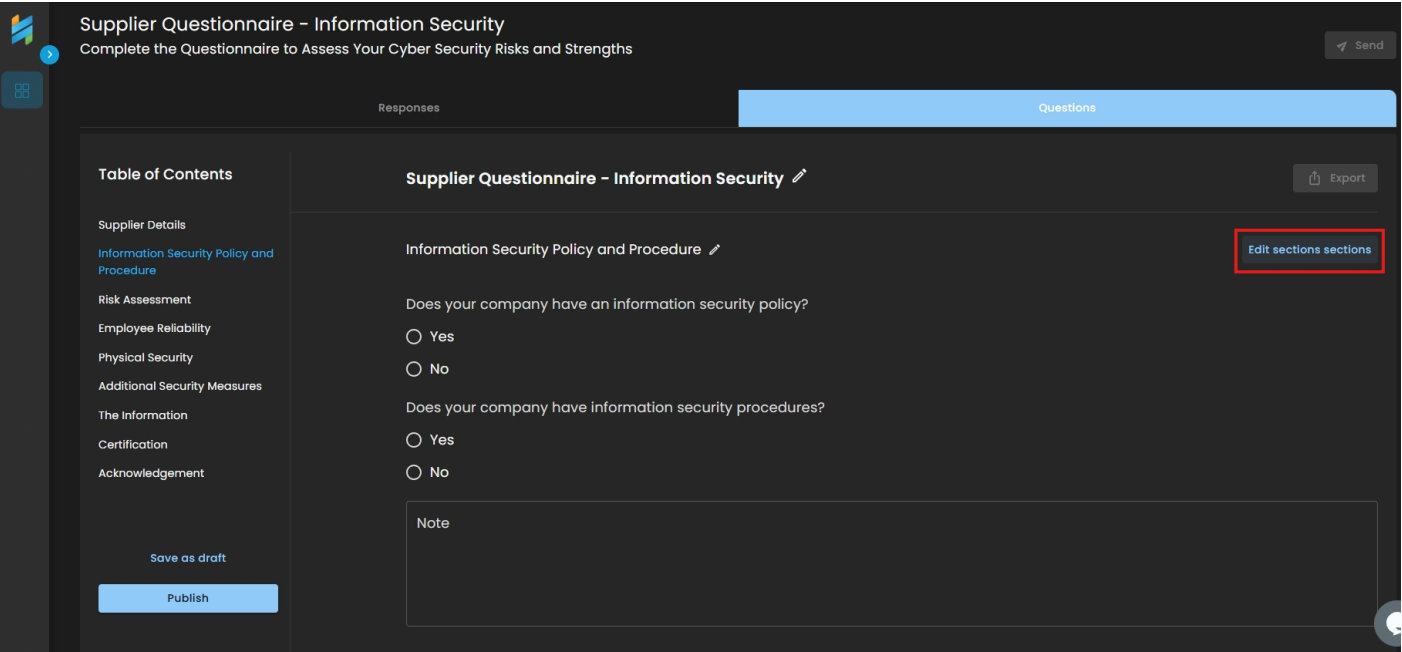 Supplier Questionnaire - Information Security
Complete the Questionnaire to Assess Your Cyber Security Risks and Strengths
Send
Responses
Questions
Table of Contents
Supplier Details
Information Security Policy and
Procedure
Risk Assessment
Employee Reliability
Physical Security
Additional Security Measures
The Information
Certification
Acknowledgement
Save as draft
Publish
Supplier Questionnaire - Information Security
Export
Information Security Policy and Procedure
Edit sections sections
Does your company have an information security policy?
Yes
No
Does your company have information security procedures?
Yes
No
Note